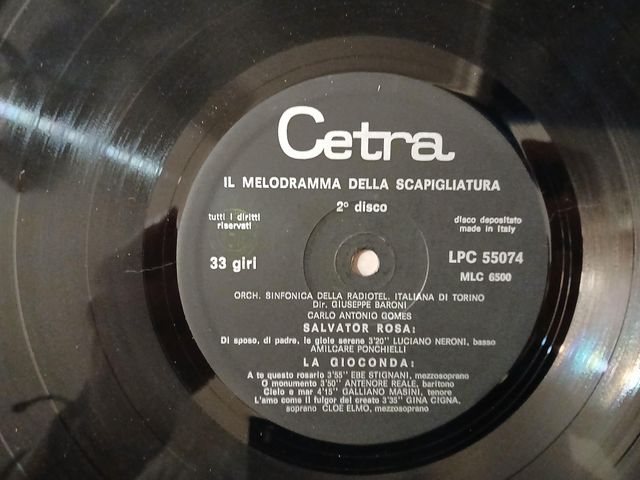 Cetra
IL MELODRAMMA DELLA SCAPIGLIATURA
2° disco
tutti i diritti
riservati
disco depositato
made in Italy
33 giri
LPC 55074
MLC 6500
ORCH. SINFONICA DELLA RADIOTEL. ITALIANA DI TORINO
Dir. GIUSEPPE BARONI
CARLO ANTONIO GOMES
SALVATOR ROSA:
Di sposo, di padre, le gioie serene 3'20" LUCIANO NERONI, basso
AMILCARE PONCHIELLI
LA GIOCONDA:
A te questo rosario 3'55" EBE STIGNANI, mezzosoprano
O monumento 3'50" ANTENORE REALE, baritono
Cielo e mar 4'15" GALLIANO MASINI, tenore
L'amo come il fulgor del creato 3'35" GINA CIGNA,
soprano CLOE ELMO, mezzosoprano